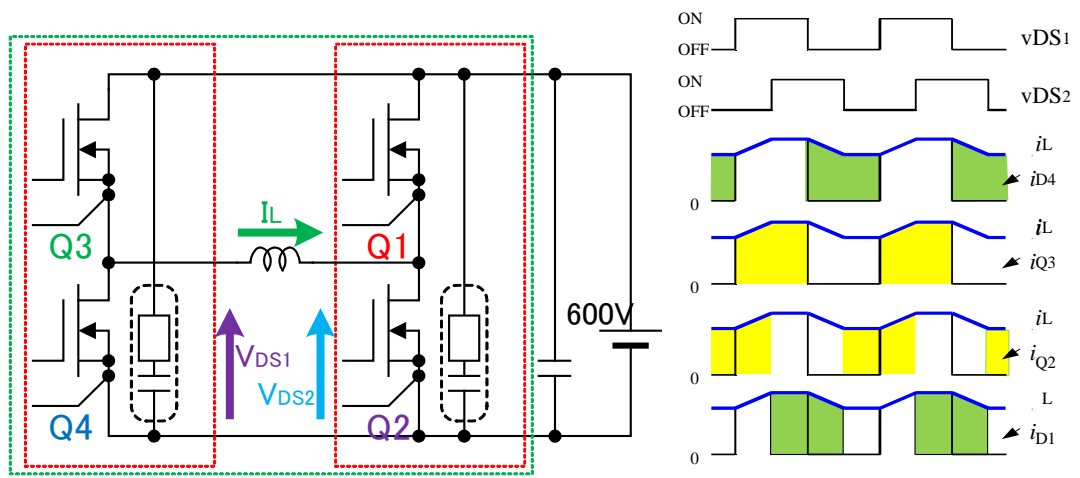 Q3
Q4
IL
Q1
Q2
VDS1
VDS2
600V
ON
OFF
vDS1
ON
OFF
vDS2
iL
iD4
0
iL
iQ3
0
iL
iQ2
0
L
iD1
0